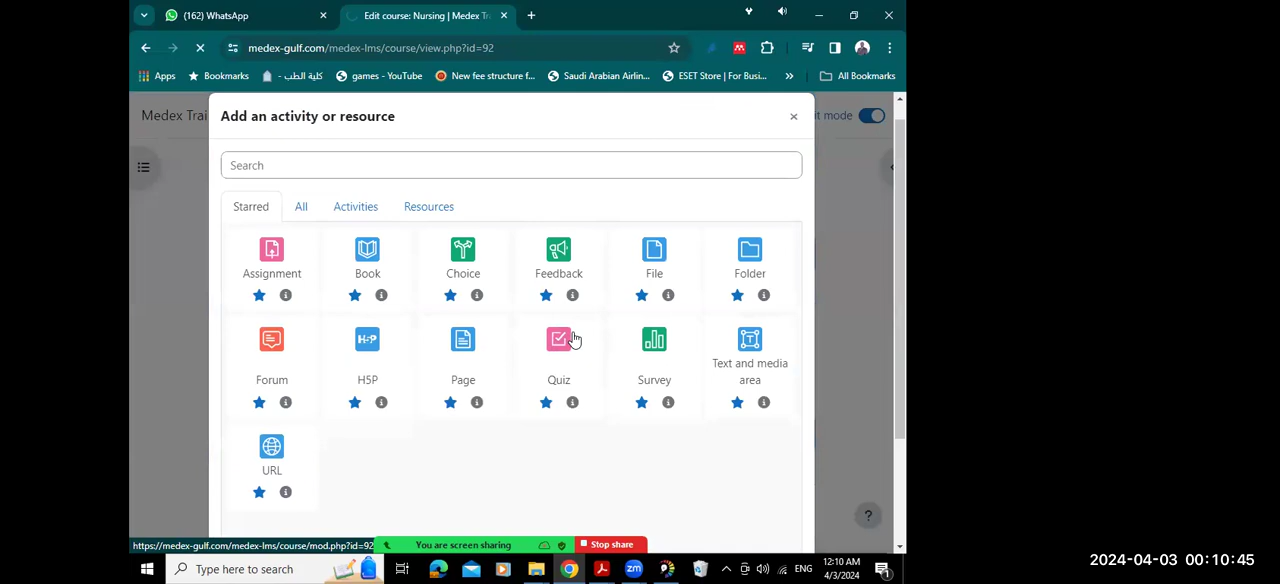 (162) WhatsApp
Edit course: Nursing | Medex Tr
medex-gulf.com/medex-lms/course/view.php?id=92
Apps Bookmarks كلية الطب - games - YouTube New fee structure f... Saudi Arabian Airlin... ESET Store | For Busi... » All Bookmarks
Medex Trai
it mode
Add an activity or resource
Search
Starred All Activities Resources
Assignment Book Choice Feedback File Folder
Forum H5P Page Quiz Survey Text and media area
URL
https://medex-gulf.com/medex-lms/course/mod.php?id=92
You are screen sharing Stop share
Type here to search
ENG
12:10 AM
4/3/2024
2024-04-03 00:10:45